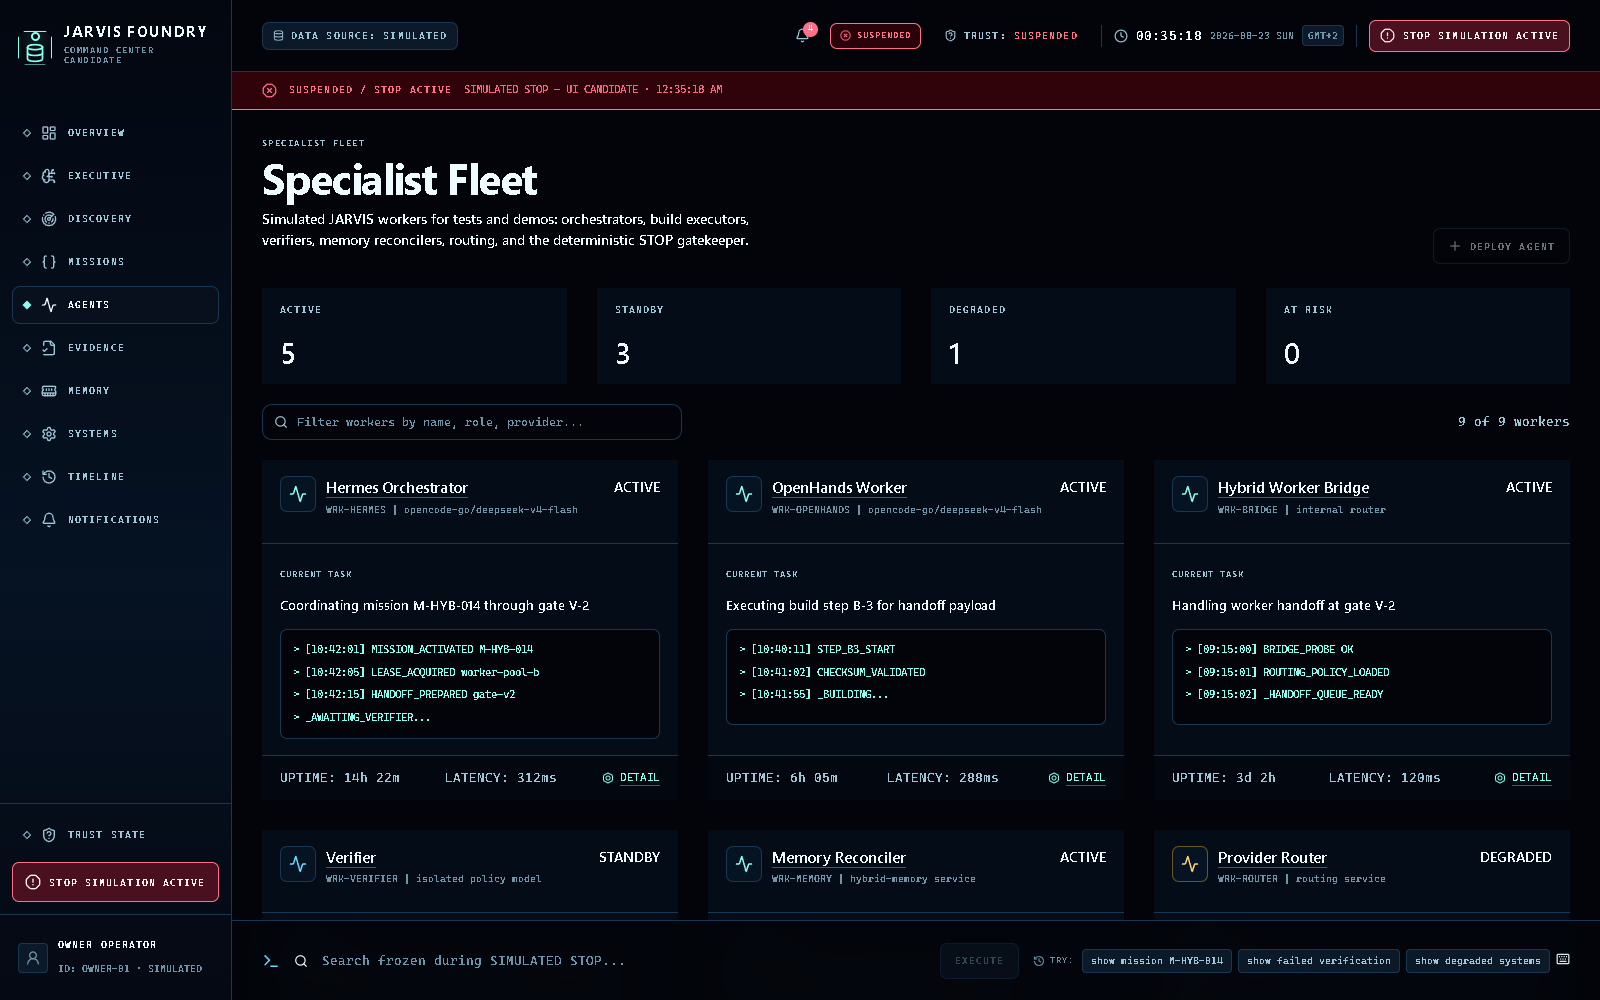 JARVIS FOUNDRY
COMMAND CENTER
CANDIDATE
OVERVIEW
EXECUTIVE
DISCOVERY
MISSIONS
AGENTS
EVIDENCE
MEMORY
SYSTEMS
TIMELINE
NOTIFICATIONS
TRUST STATE
STOP SIMULATION ACTIVE
OWNER OPERATOR
ID: OWNER-01 · SIMULATED
DATA SOURCE: SIMULATED
4
SUSPENDED
TRUST: SUSPENDED
00:35:18 2026-08-23 SUN GMT+2
STOP SIMULATION ACTIVE
SUSPENDED / STOP ACTIVE SIMULATED STOP — UI CANDIDATE · 12:35:18 AM
SPECIALIST FLEET
Specialist Fleet
Simulated JARVIS workers for tests and demos: orchestrators, build executors,
verifiers, memory reconcilers, routing, and the deterministic STOP gatekeeper.
+ DEPLOY AGENT
ACTIVE
5
STANDBY
3
DEGRADED
1
AT RISK
0
Filter workers by name, role, provider...
9 of 9 workers
Hermes Orchestrator ACTIVE
WRK-HERMES | opencode-go/deepseek-v4-flash
CURRENT TASK
Coordinating mission M-HYB-014 through gate V-2
> [10:42:01] MISSION_ACTIVATED M-HYB-014
> [10:42:05] LEASE_ACQUIRED worker-pool-b
> [10:42:15] HANDOFF_PREPARED gate-v2
> _AWAITING_VERIFIER...
UPTIME: 14h 22m LATENCY: 312ms DETAIL
OpenHands Worker ACTIVE
WRK-OPENHANDS | opencode-go/deepseek-v4-flash
CURRENT TASK
Executing build step B-3 for handoff payload
> [10:40:11] STEP_B3_START
> [10:41:02] CHECKSUM_VALIDATED
> [10:41:55] _BUILDING...
UPTIME: 6h 05m LATENCY: 288ms DETAIL
Hybrid Worker Bridge ACTIVE
WRK-BRIDGE | internal router
CURRENT TASK
Handling worker handoff at gate V-2
> [09:15:00] BRIDGE_PROBE OK
> [09:15:01] ROUTING_POLICY_LOADED
> [09:15:02] _HANDOFF_QUEUE_READY
UPTIME: 3d 2h LATENCY: 120ms DETAIL
Verifier STANDBY
WRK-VERIFIER | isolated policy model
Memory Reconciler ACTIVE
WRK-MEMORY | hybrid-memory service
Provider Router DEGRADED
WRK-ROUTER | routing service
Search frozen during SIMULATED STOP...
EXECUTE
TRY: show mission M-HYB-014 show failed verification show degraded systems